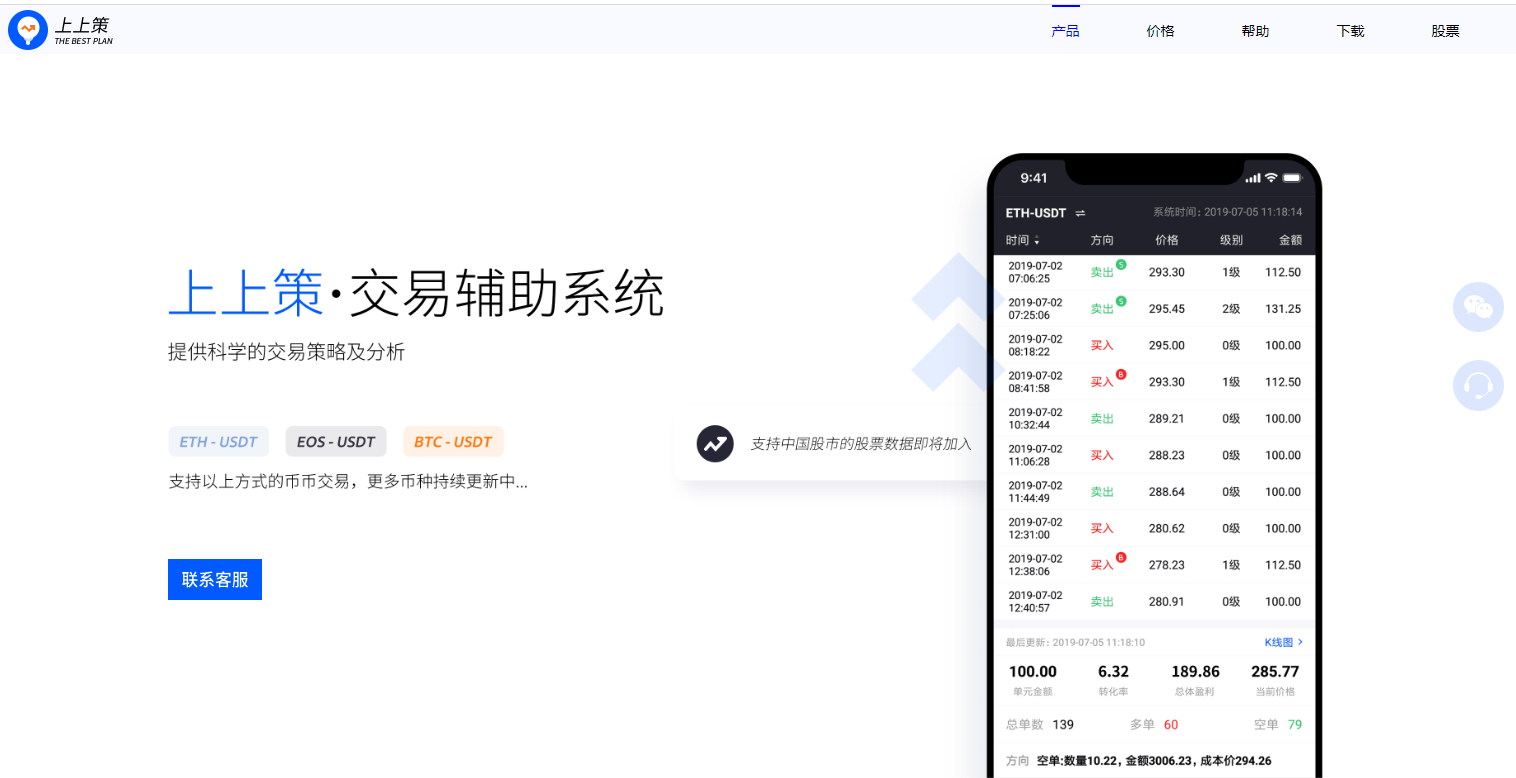 上上策
THE BEST PLAN
产品 价格 帮助 下载 股票
上上策·交易辅助系统
提供科学的交易策略及分析
ETH - USDT EOS - USDT BTC - USDT
支持以上方式的币币交易，更多币种持续更新中...
联系客服
支持中国股市的股票数据即将加入
9:41
ETH-USDT 系统时间：2019-07-05 11:18:14
时间 方向 价格 级别 金额
2019-07-02 07:06:25 卖出 S 293.30 1级 112.50
2019-07-02 07:25:06 卖出 S 295.45 2级 131.25
2019-07-02 08:18:22 买入 295.00 0级 100.00
2019-07-02 08:41:58 买入 B 293.30 1级 112.50
2019-07-02 10:32:44 卖出 289.21 0级 100.00
2019-07-02 11:06:28 买入 288.23 0级 100.00
2019-07-02 11:44:49 卖出 288.64 0级 100.00
2019-07-02 12:31:00 买入 280.62 0级 100.00
2019-07-02 12:38:06 买入 B 278.23 1级 112.50
2019-07-02 12:40:57 卖出 280.91 0级 100.00
最后更新：2019-07-05 11:18:10 K线图 >
100.00 6.32 189.86 285.77
单元金额 转化率 总体盈利 当前价格
总单数 139 多单 60 空单 79
方向 空单:数量10.22，金额3006.23，成本价294.26